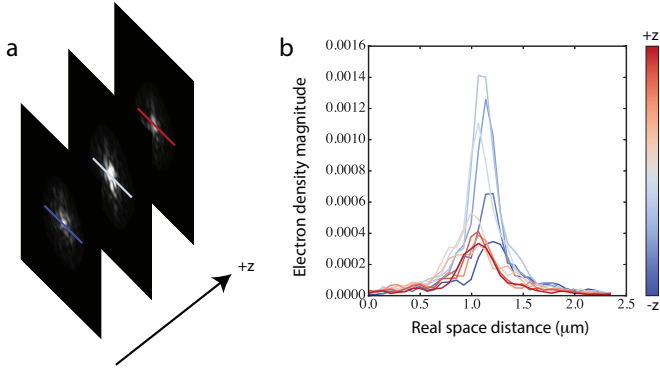 a
+z
b
Electron density magnitude
0.0016
0.0014
0.0012
0.0010
0.0008
0.0006
0.0004
0.0002
0.0000
0.0
0.5
1.0
1.5
2.0
2.5
Real space distance (μm)
+z
-z